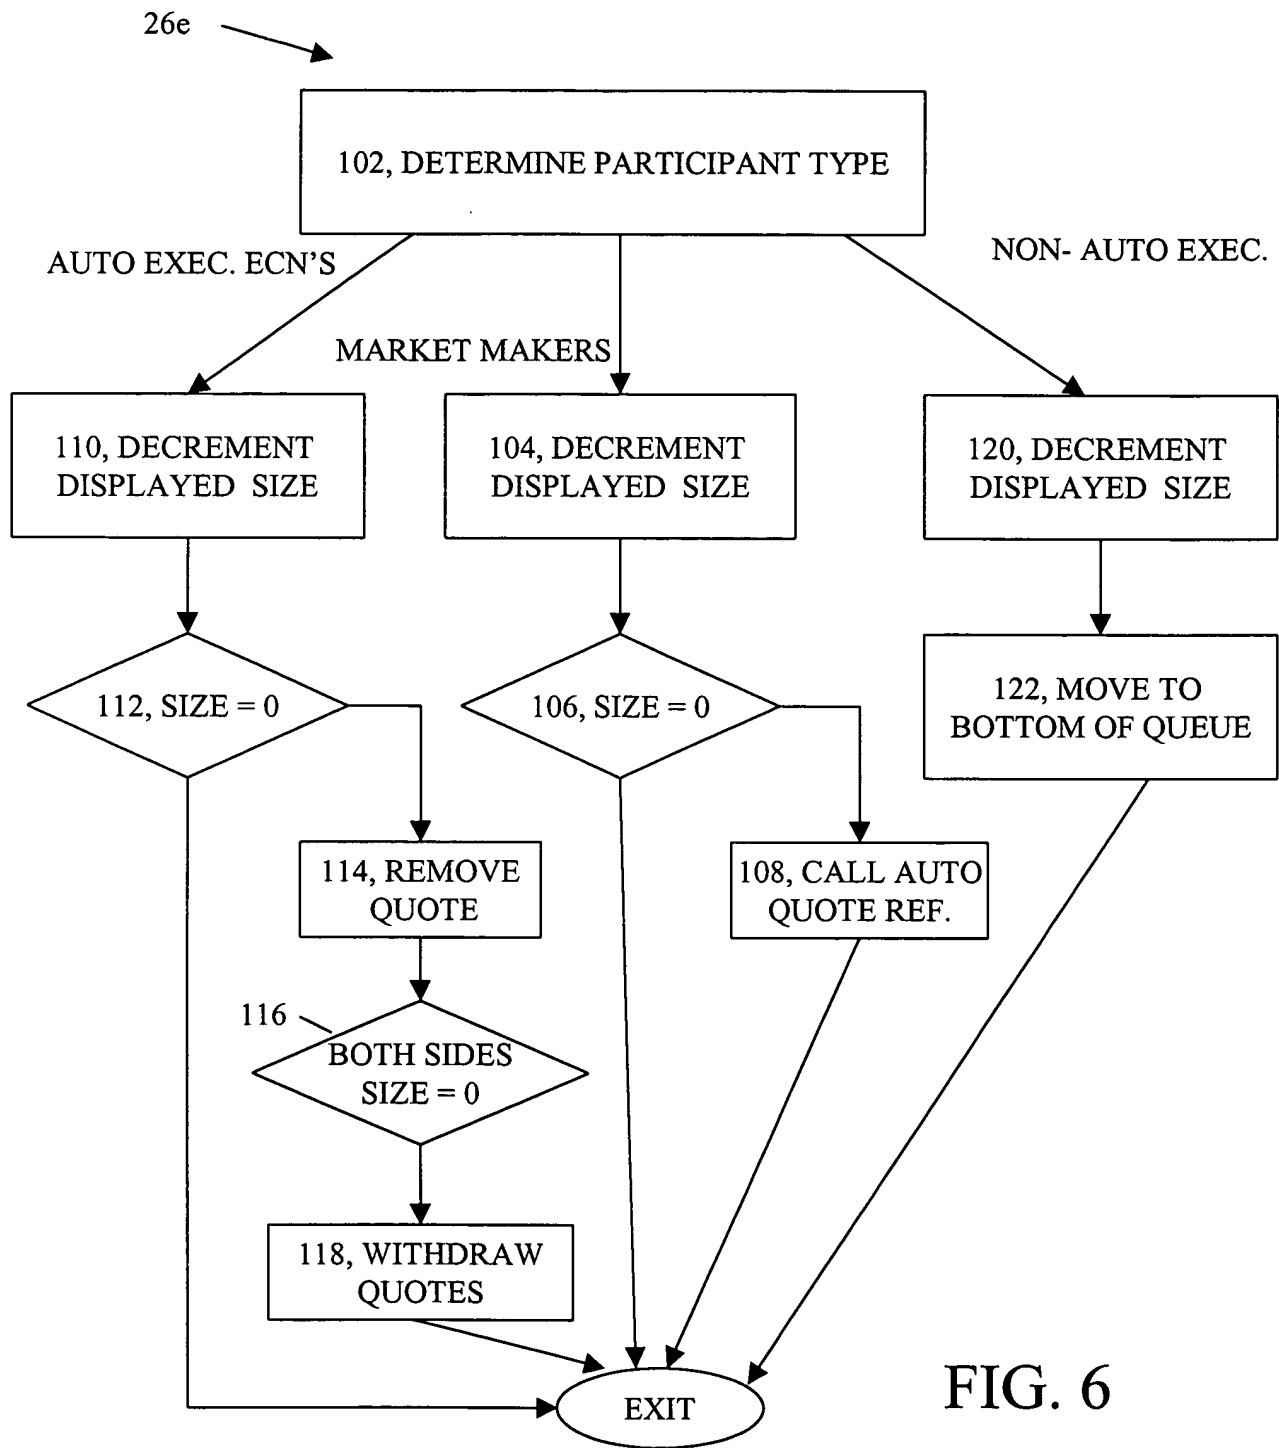 26e
102, DETERMINE PARTICIPANT TYPE
AUTO EXEC. ECN'S
NON- AUTO EXEC.
MARKET MAKERS
110, DECREMENT
DISPLAYED SIZE
104, DECREMENT
DISPLAYED SIZE
120, DECREMENT
DISPLAYED SIZE
112, SIZE = 0
106, SIZE = 0
122, MOVE TO
BOTTOM OF QUEUE
114, REMOVE
QUOTE
108, CALL AUTO
QUOTE REF.
116
BOTH SIDES
SIZE = 0
118, WITHDRAW
QUOTES
EXIT
FIG. 6